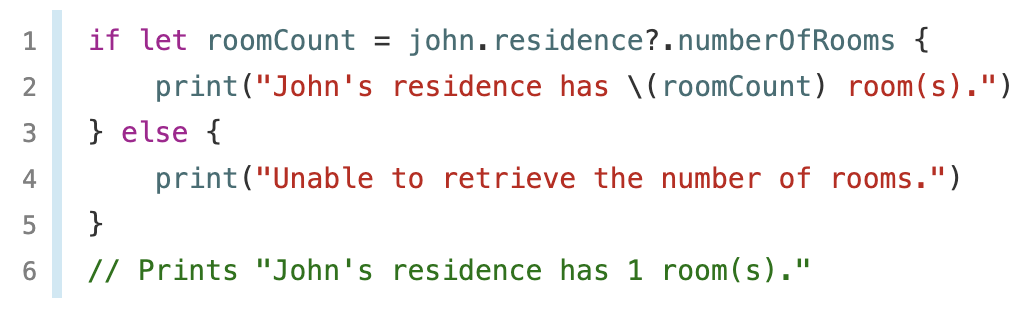 1 if let roomCount = john.residence?.numberOfRooms {
2     print("John's residence has \(roomCount) room(s).")
3 } else {
4     print("Unable to retrieve the number of rooms.")
5 }
6 // Prints "John's residence has 1 room(s)."